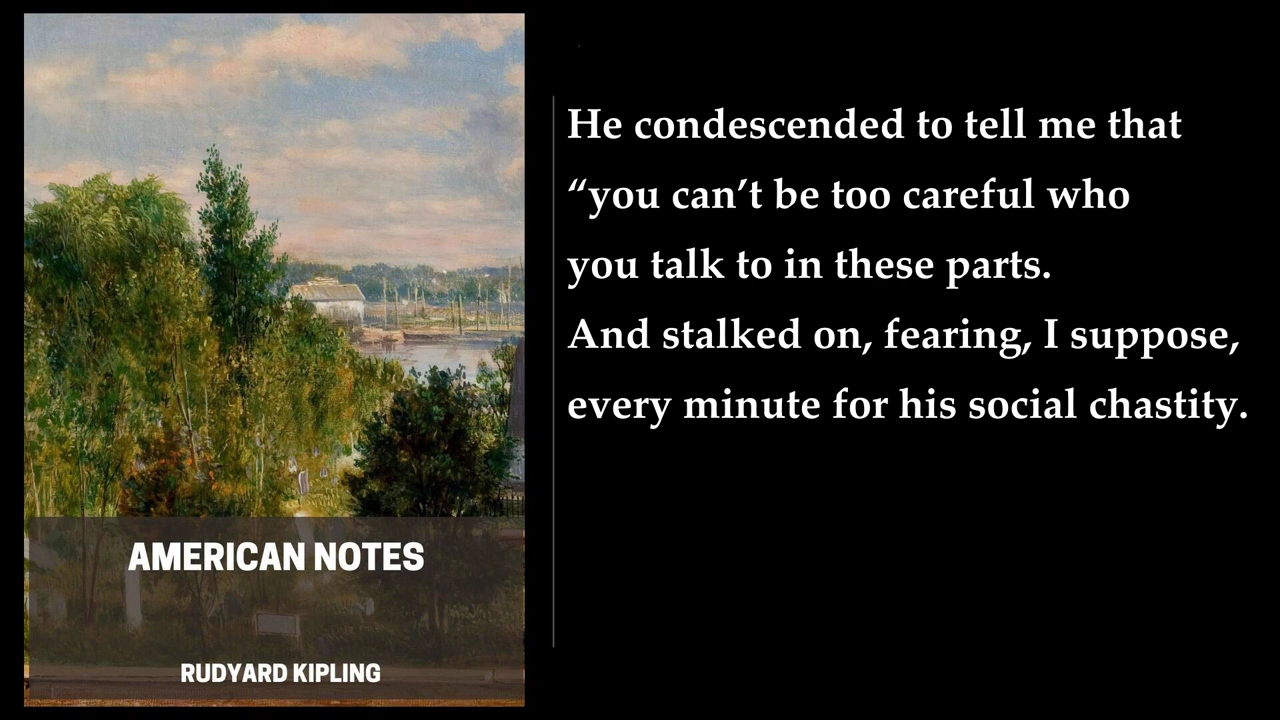 He condescended to tell me that
“you can’t be too careful who
you talk to in these parts.
And stalked on, fearing, I suppose,
every minute for his social chastity.
AMERICAN NOTES
RUDYARD KIPLING